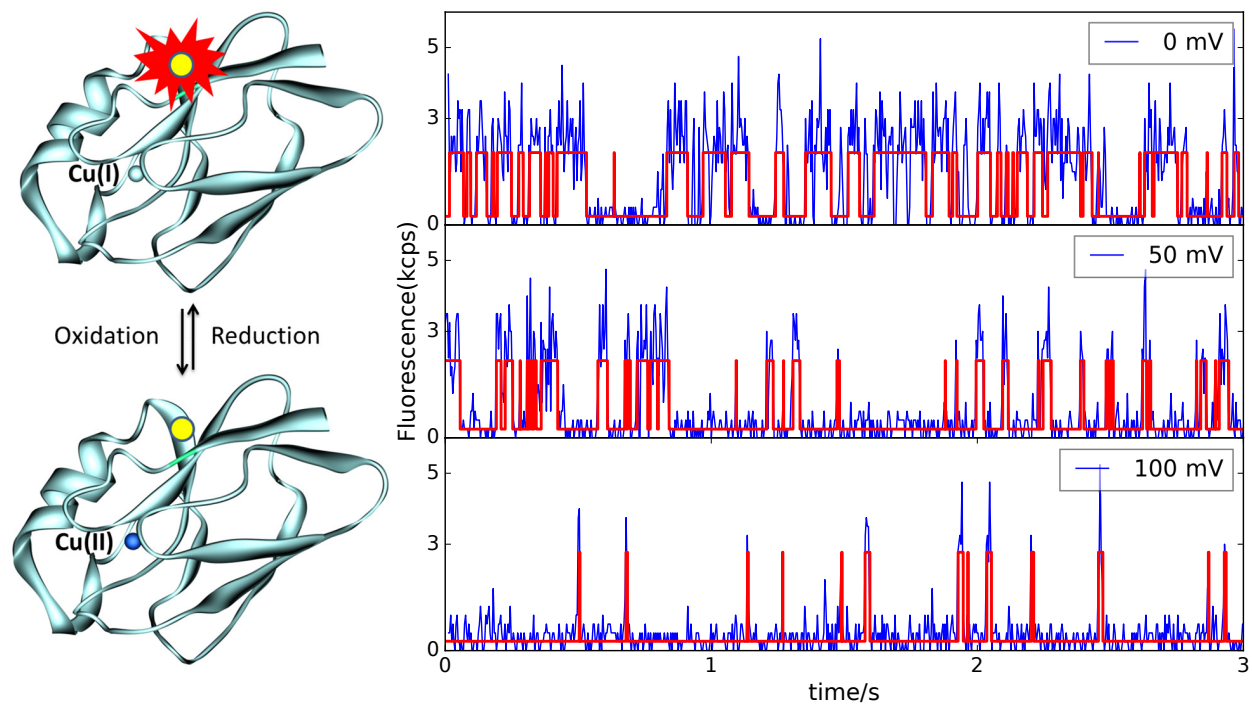 Cu(I)
Oxidation
Reduction
Cu(II)
Fluorescence(kcps)
5
3
0
0 mV
5
3
0
50 mV
5
3
0
100 mV
0
1
2
3
time/s